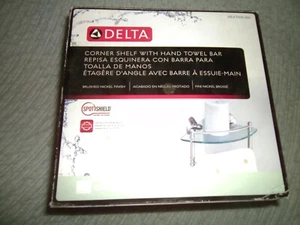 DELTA
CORNER SHELF WITH HAND TOWEL BAR
REPISA ESQUINERA CON BARRA PARA
TOALLA DE MANOS
ÉTAGÈRE D'ANGLE AVEC BARRE À ESSUIE-MAIN
BRUSHED NICKEL FINISH
ACABADO EN NÍQUEL CEPILLADO
FINI NICKEL BROSSÉ
SPOTSHIELD